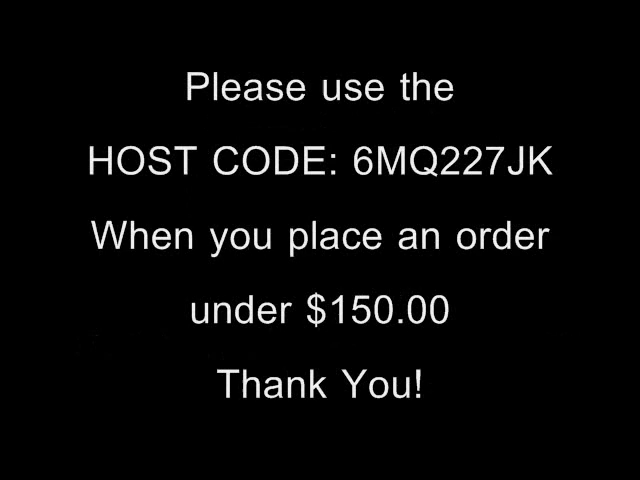 Please use the
HOST CODE: 6MQ227JK
When you place an order
under $150.00
Thank You!